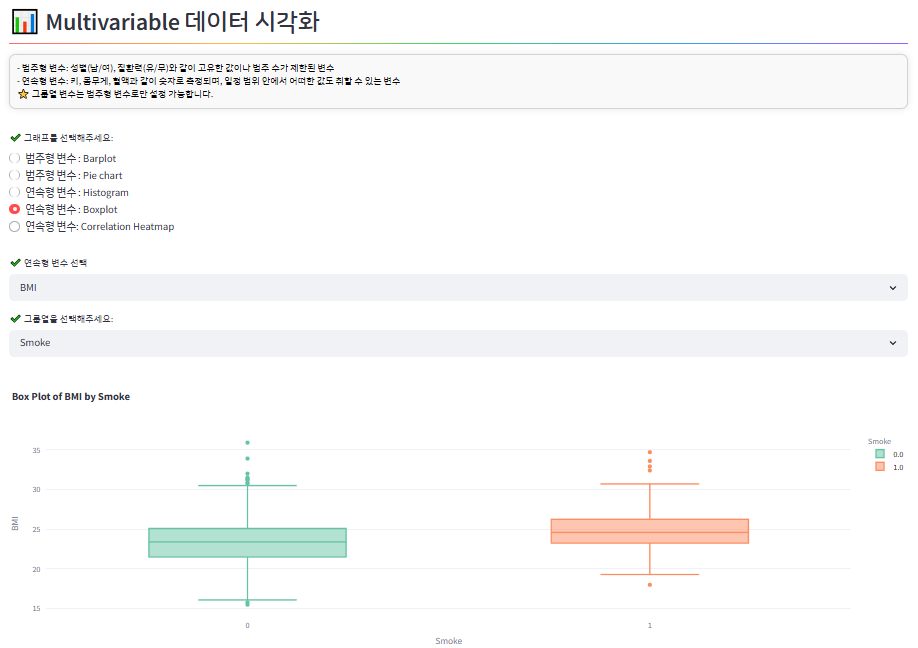 Multivariable 데이터 시각화
- 범주형 변수: 성별(남/여), 질환력(유/무)와 같이 고유한 값이나 범주 수가 제한된 변수
- 연속형 변수: 키, 몸무게, 혈액과 같이 숫자로 측정되며, 일정 범위 안에서 어떠한 값도 취할 수 있는 변수
그룹열 변수는 범주형 변수로만 설정 가능합니다.
그래프를 선택해주세요:
범주형 변수 : Barplot
범주형 변수 : Pie chart
연속형 변수 : Histogram
연속형 변수 : Boxplot
연속형 변수: Correlation Heatmap
연속형 변수 선택
BMI
그룹열을 선택해주세요:
Smoke
Box Plot of BMI by Smoke
Smoke
0.0
1.0
35
30
25
20
15
BMI
0
1
Smoke